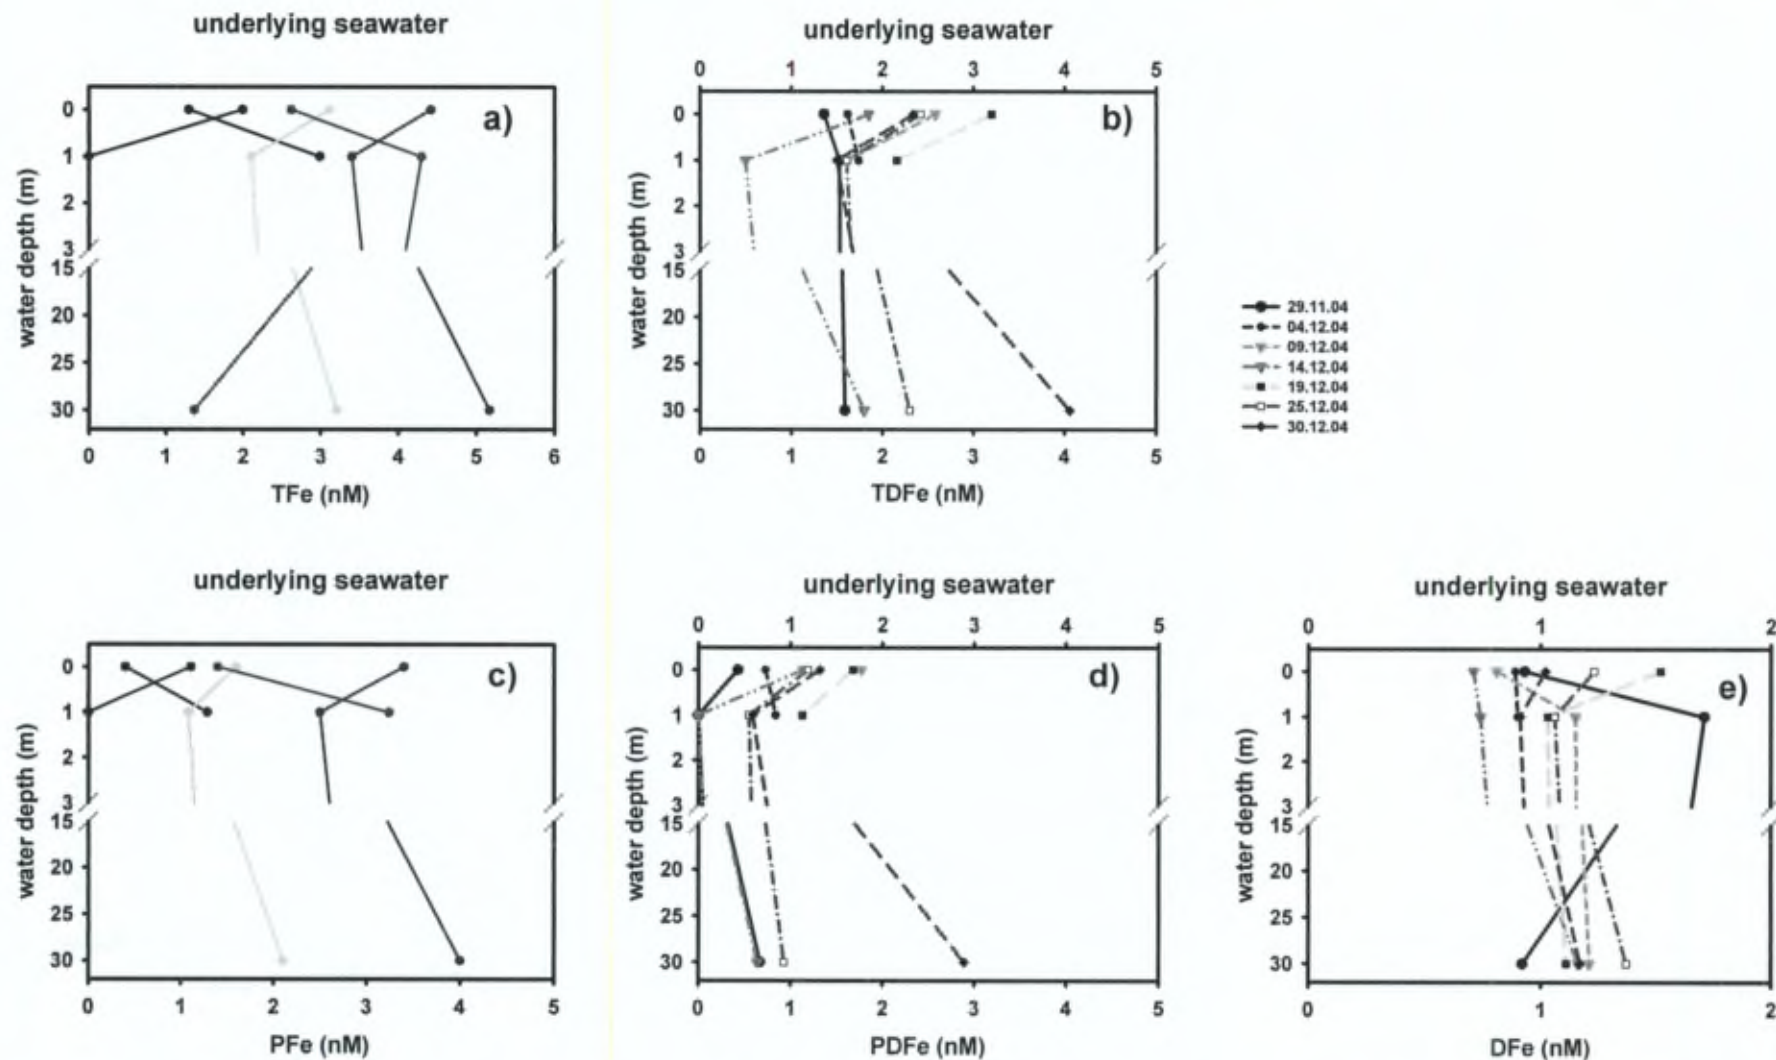 underlying seawater
a)
0
1
2
3
15
20
25
30
water depth (m)
0 1 2 3 4 5 6
TFe (nM)
underlying seawater
0 1 2 3 4 5
b)
0
1
2
3
15
20
25
30
water depth (m)
0 1 2 3 4 5
TDFe (nM)
29.11.04
04.12.04
09.12.04
14.12.04
19.12.04
25.12.04
30.12.04
underlying seawater
c)
0
1
2
3
15
20
25
30
water depth (m)
0 1 2 3 4 5
PFe (nM)
underlying seawater
0 1 2 3 4 5
d)
0
1
2
3
15
20
25
30
water depth (m)
0 1 2 3 4 5
PDFe (nM)
underlying seawater
0 1 2
e)
0
1
2
3
15
20
25
30
water depth (m)
0 1 2
DFe (nM)